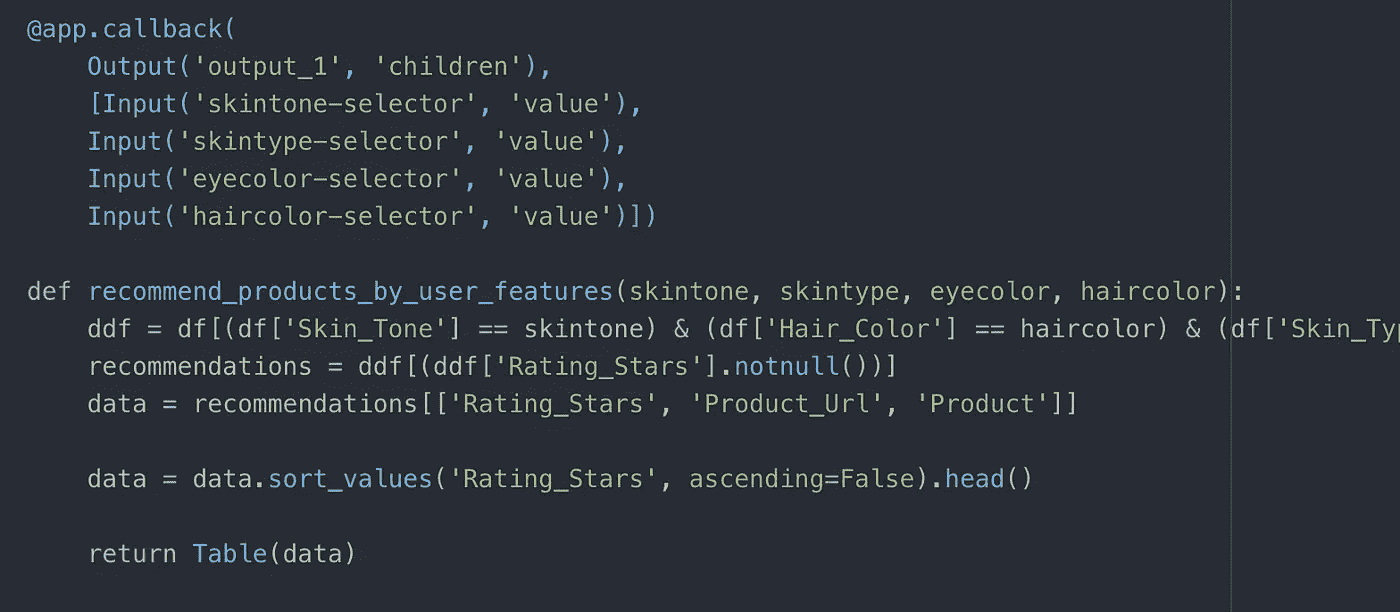 @app.callback(
    Output('output_1', 'children'),
    [Input('skintone-selector', 'value'),
    Input('skintype-selector', 'value'),
    Input('eyecolor-selector', 'value'),
    Input('haircolor-selector', 'value')])
def recommend_products_by_user_features(skintone, skintype, eyecolor, haircolor):
    ddf = df[(df['Skin_Tone'] == skintone) & (df['Hair_Color'] == haircolor) & (df['Skin_Ty
    recommendations = ddf[(ddf['Rating_Stars'].notnull())]
    data = recommendations[['Rating_Stars', 'Product_Url', 'Product']]
    data = data.sort_values('Rating_Stars', ascending=False).head()
    return Table(data)